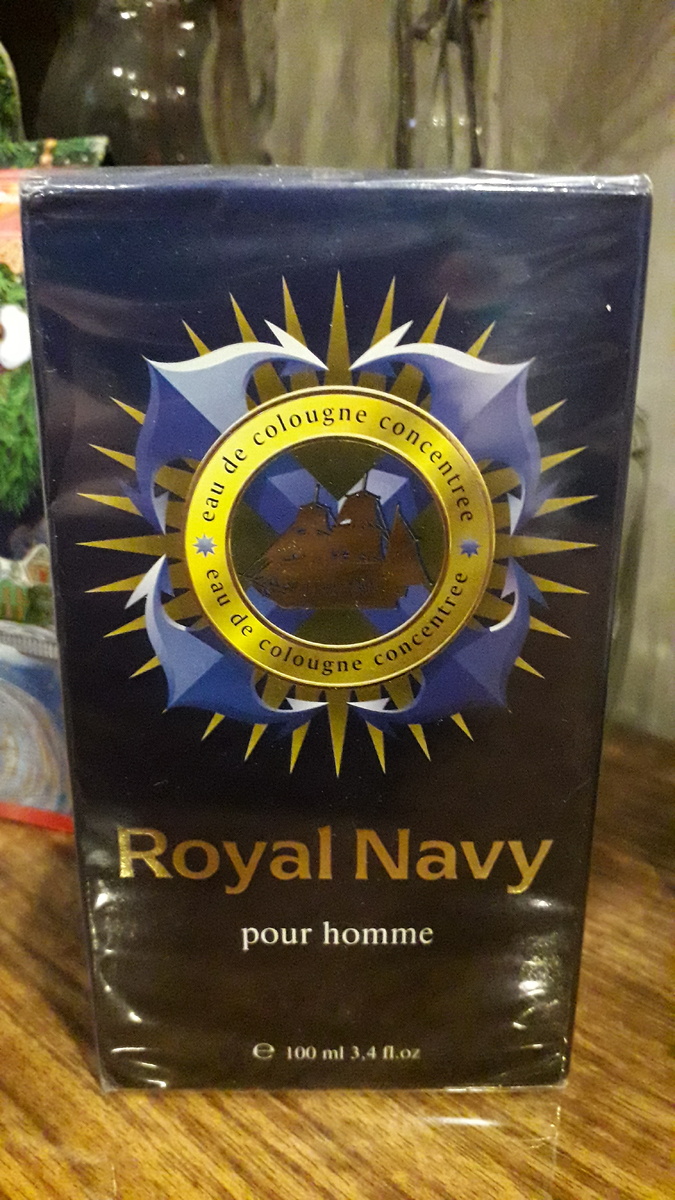 eau de colougne concentree
eau de colougne concentree
Royal Navy
pour homme
℮ 100 ml 3,4 fl.oz